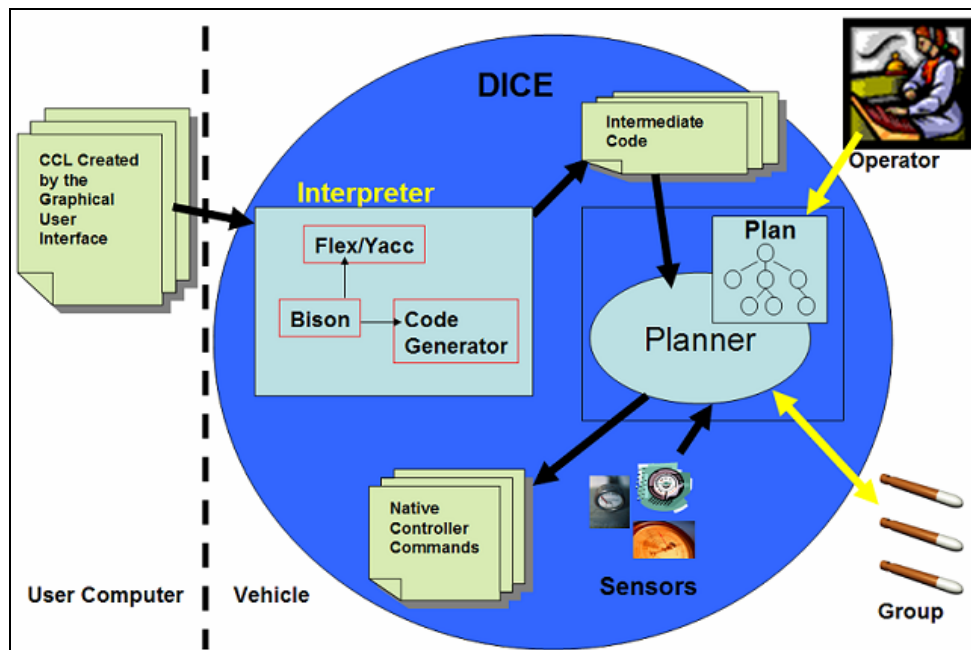 DICE
CCL Created
by the
Graphical
User
Interface
Interpreter
Flex/Yacc
Bison
Code
Generator
Intermediate
Code
Operator
Plan
Planner
Native
Controller
Commands
Sensors
Group
User Computer
Vehicle